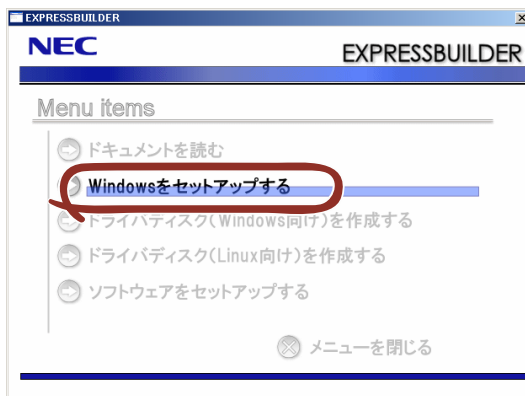 EXPRESSBUILDER
NEC
EXPRESSBUILDER
Menu items
ドキュメントを読む
Windowsをセットアップする
ドライバディスク(Windows向け)を作成する
ドライバディスク(Linux向け)を作成する
ソフトウェアをセットアップする
メニューを閉じる